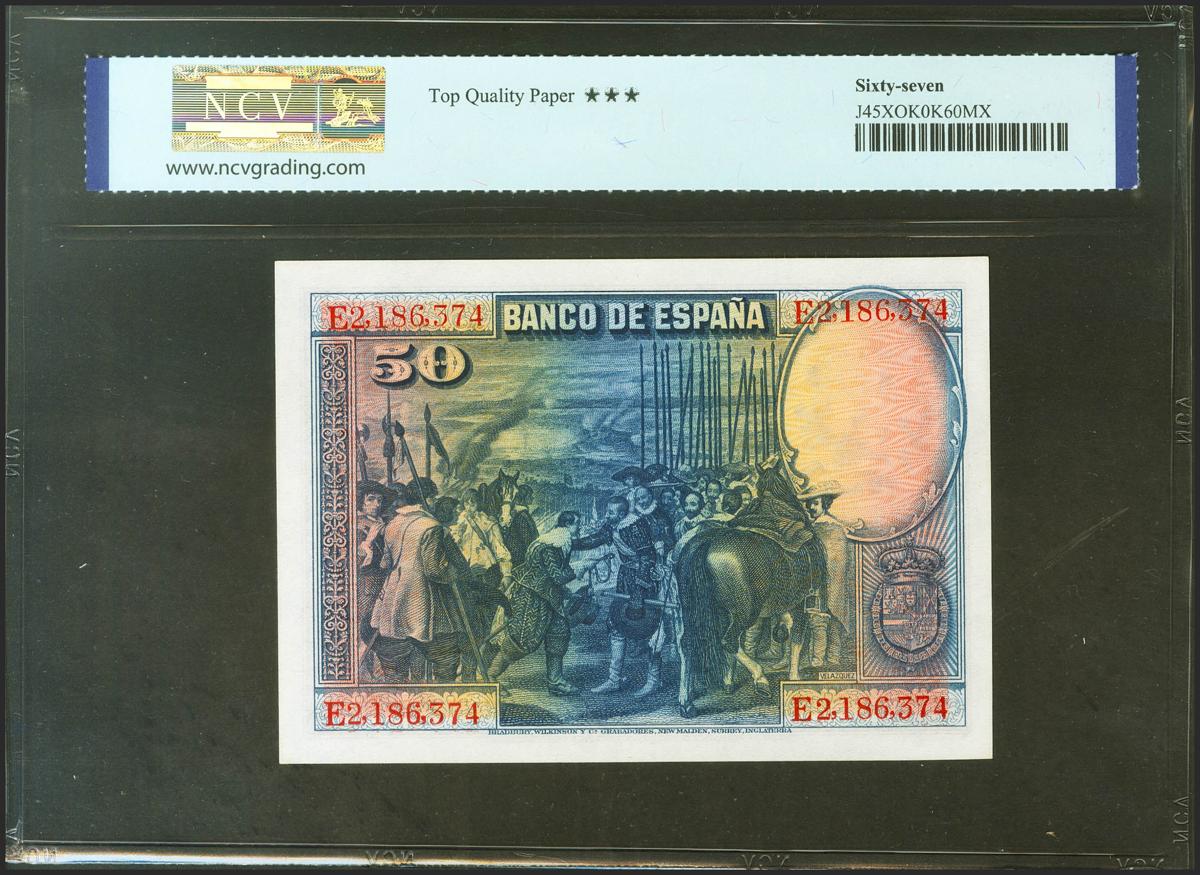 NCV
www.ncvgrading.com
Top Quality Paper ★★★
Sixty-seven
J45XOK0K60MX
E2,186,374 BANCO DE ESPAÑA E2,186,374
50
VELAZQUEZ
E2,186,374 E2,186,374
BRADBURY, WILKINSON Y Cª GRABADORES, NEW MALDEN, SURREY, INGLATERRA